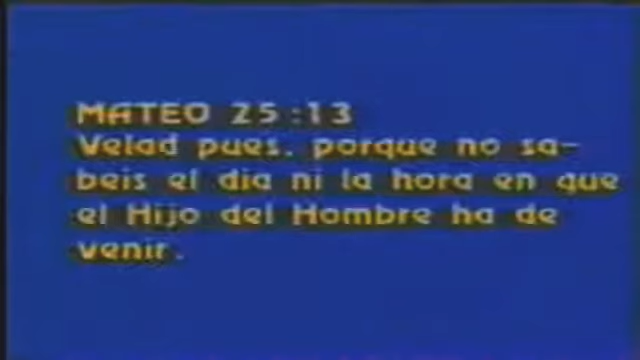 MATEO 25:13
Velad pues, porque no sa-
beis el dia ni la hora en que
el Hijo del Hombre ha de
venir.